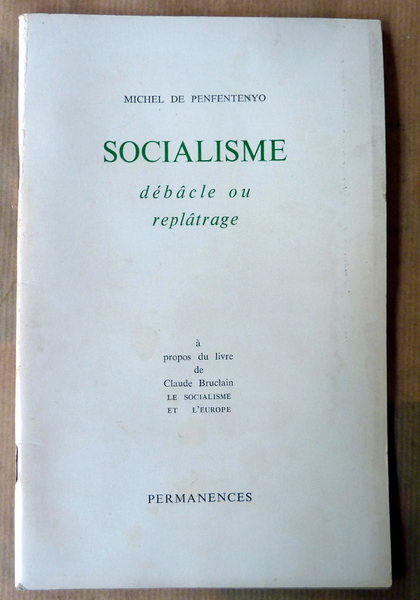 MICHEL DE PENFENTENYO
SOCIALISME
débâcle ou
replâtrage
à
propos du livre
de
Claude Bruclain
LE SOCIALISME
ET L'EUROPE
PERMANENCES